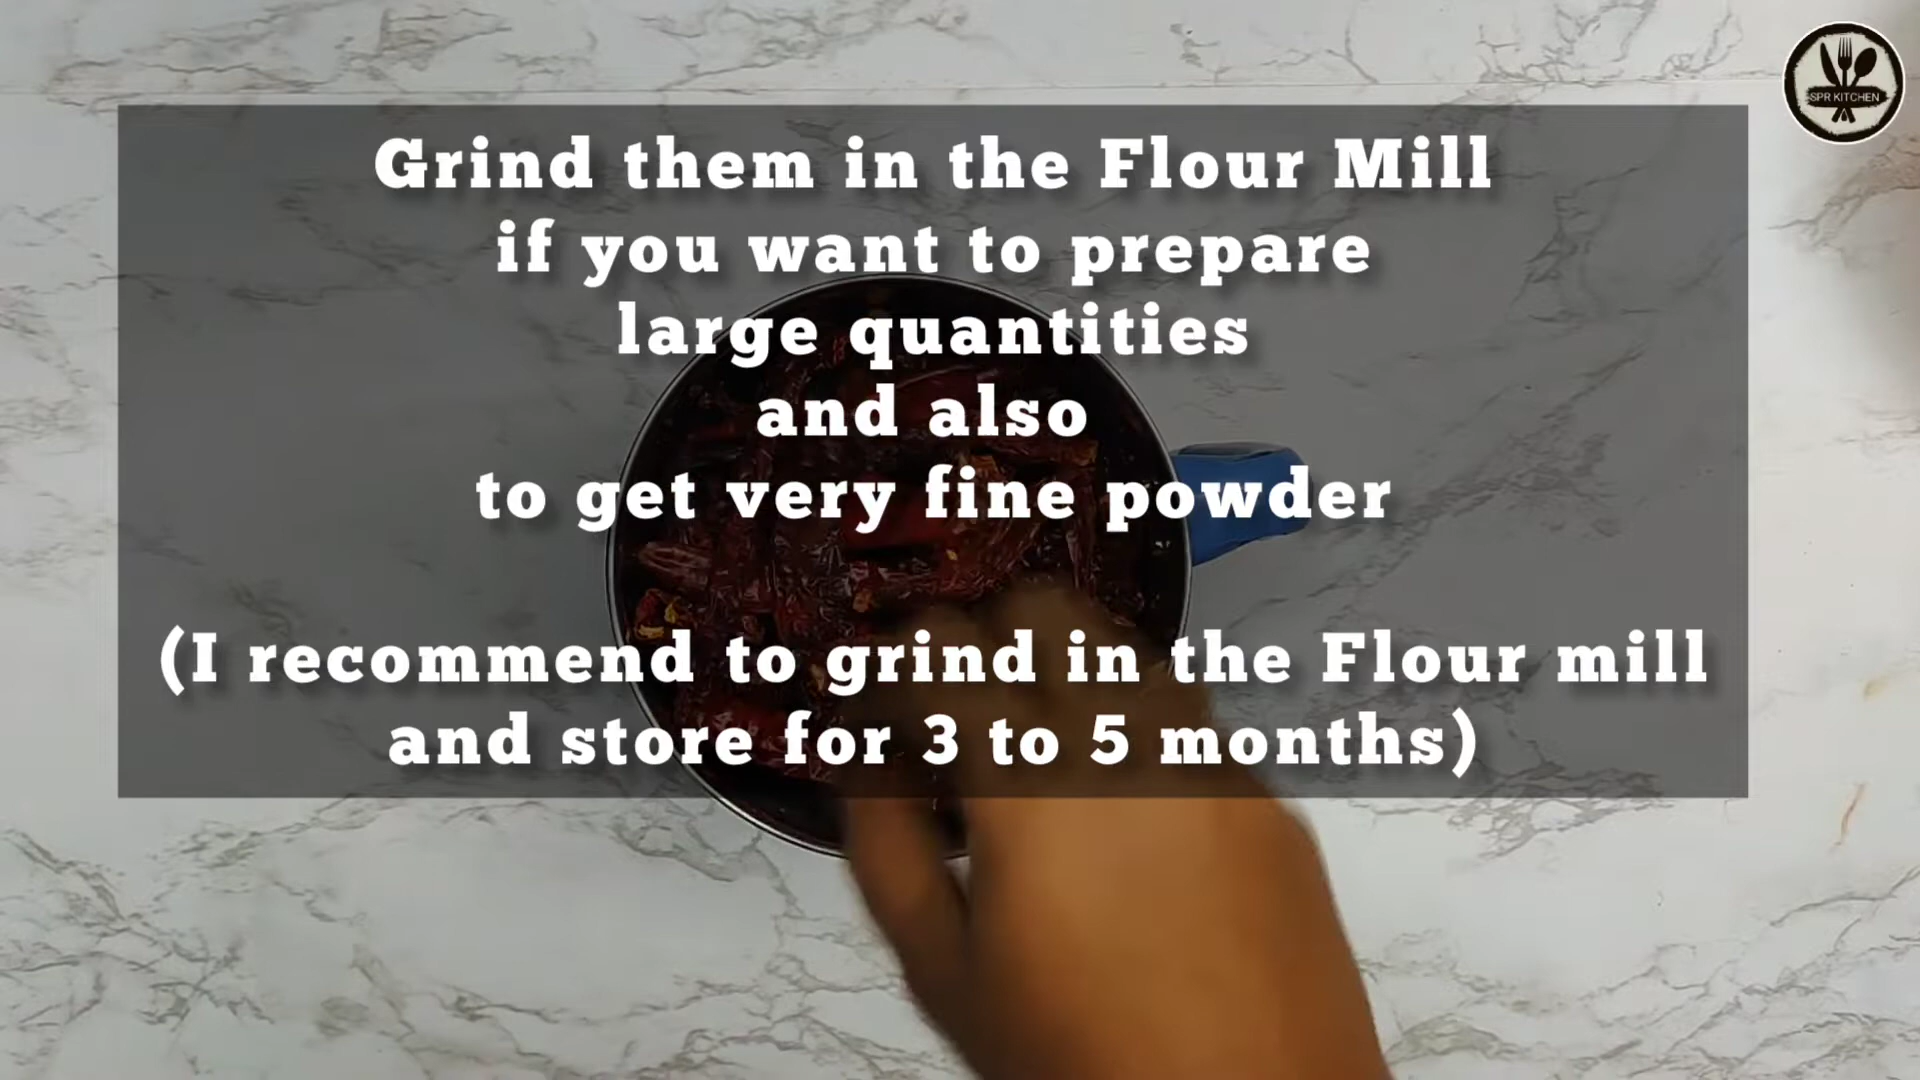 SPR KITCHEN
Grind them in the Flour Mill
if you want to prepare
large quantities
and also
to get very fine powder
(I recommend to grind in the Flour mill
and store for 3 to 5 months)